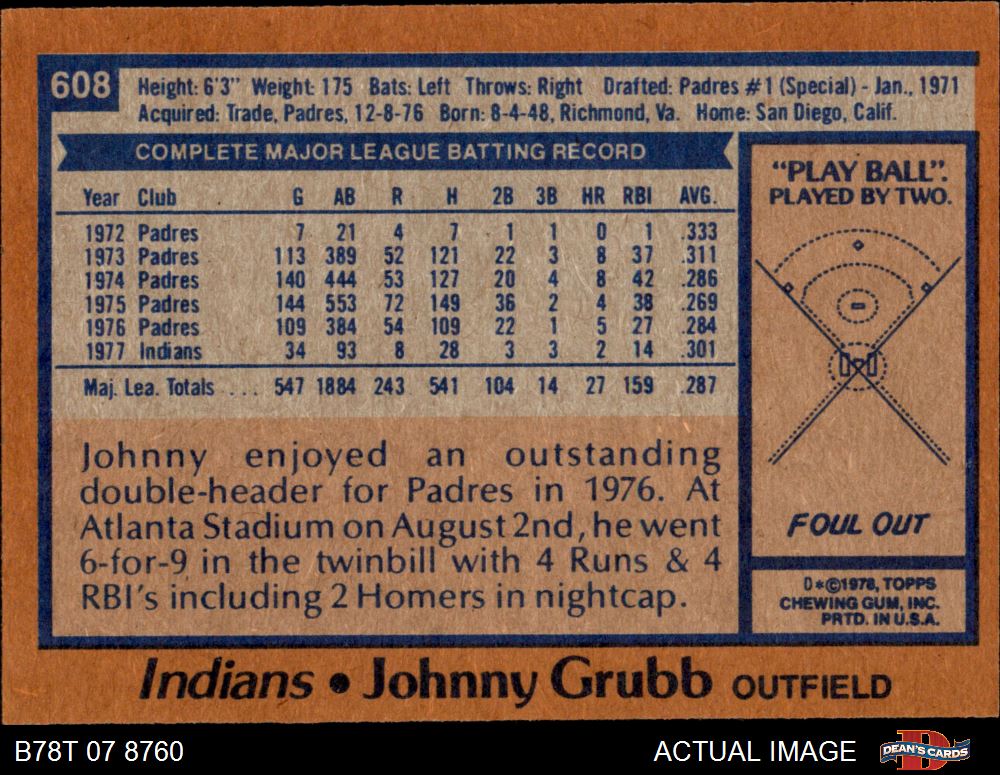 608
Height: 6'3" Weight: 175 Bats: Left Throws: Right Drafted: Padres #1 (Special) - Jan., 1971
Acquired: Trade, Padres, 12-8-76 Born: 8-4-48, Richmond, Va. Home: San Diego, Calif.
COMPLETE MAJOR LEAGUE BATTING RECORD
Year Club G AB R H 2B 3B HR RBI AVG.
1972 Padres 7 21 4 7 1 1 0 1 .333
1973 Padres 113 389 52 121 22 3 8 37 .311
1974 Padres 140 444 53 127 20 4 8 42 .286
1975 Padres 144 553 72 149 36 2 4 38 .269
1976 Padres 109 384 54 109 22 1 5 27 .284
1977 Indians 34 93 8 28 3 3 2 14 .301
Maj. Lea. Totals ... 547 1884 243 541 104 14 27 159 .287
Johnny enjoyed an outstanding
double-header for Padres in 1976. At
Atlanta Stadium on August 2nd, he went
6-for-9 in the twinbill with 4 Runs & 4
RBI's including 2 Homers in nightcap.
"PLAY BALL".
PLAYED BY TWO.
FOUL OUT
D*©1978, TOPPS
CHEWING GUM, INC.
PRTD. IN U.S.A.
Indians • Johnny Grubb OUTFIELD
B78T 07 8760
ACTUAL IMAGE
D
DEAN'S CARDS